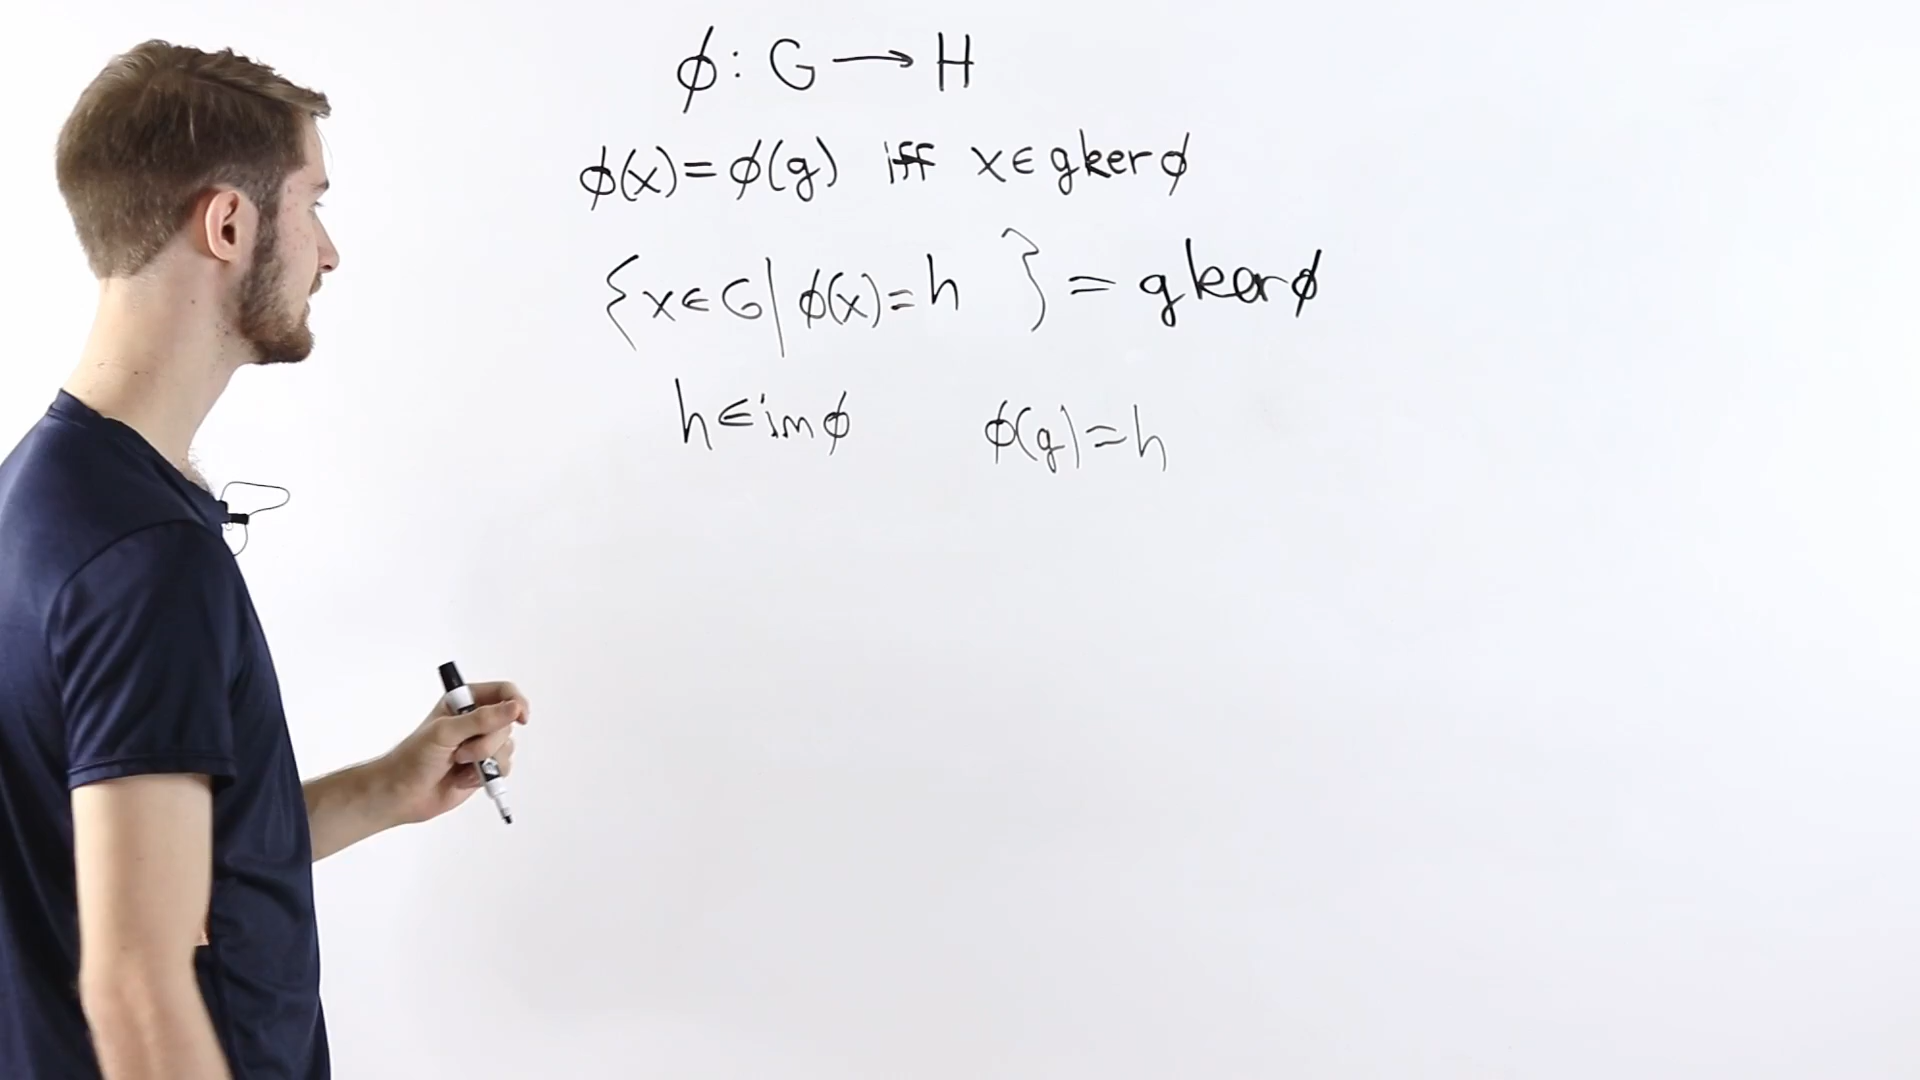 ϕ: G ⟶ H
ϕ(x) = ϕ(g) iff x ∈ g ker ϕ
{x ∈ G | ϕ(x) = h } = g ker ϕ
h ∈ im ϕ ϕ(g) = h